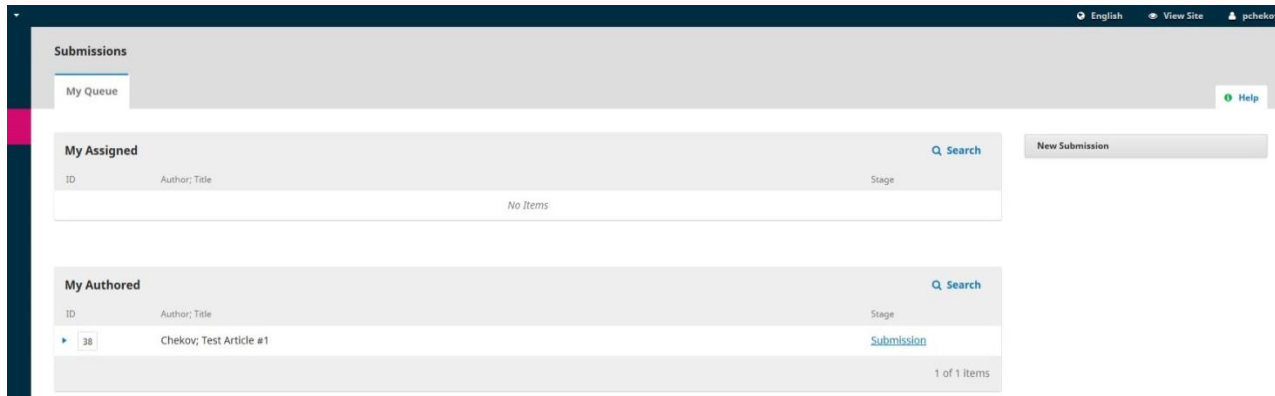 English View Site pcheko
Submissions
My Queue
Help
My Assigned Search
ID Author; Title Stage
No Items
New Submission
My Authored Search
ID Author; Title Stage
38 Chekov; Test Article #1 Submission
1 of 1 items